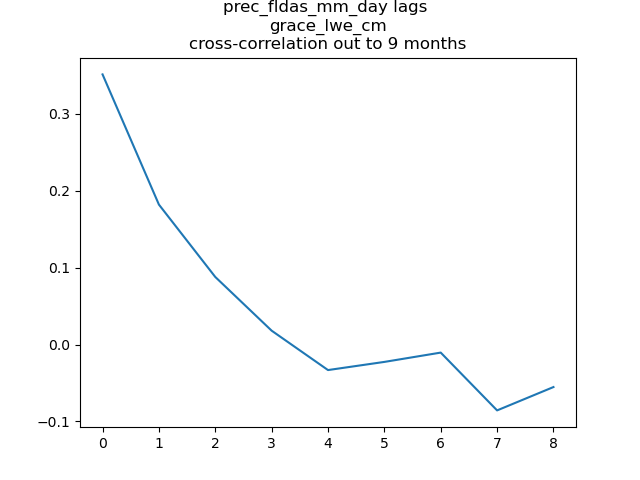 prec_fldas_mm_day lags
grace_lwe_cm
cross-correlation out to 9 months
0.3
0.2
0.1
0.0
−0.1
0 1 2 3 4 5 6 7 8